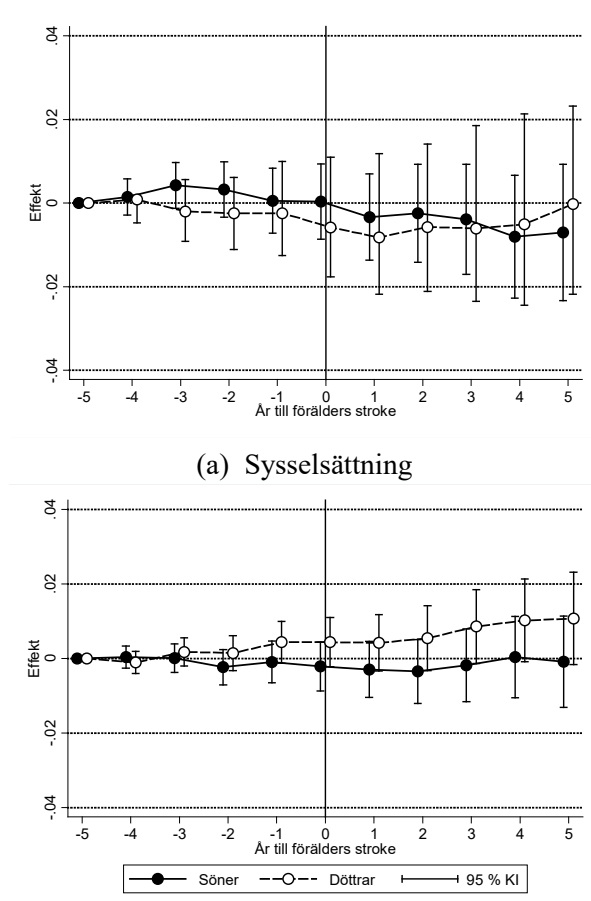 .04
.02
0
-.02
-.04
Effekt
-5 -4 -3 -2 -1 0 1 2 3 4 5
År till förälders stroke
(a) Sysselsättning
.04
.02
0
-.02
-.04
Effekt
-5 -4 -3 -2 -1 0 1 2 3 4 5
År till förälders stroke
Söner Döttrar 95 % KI